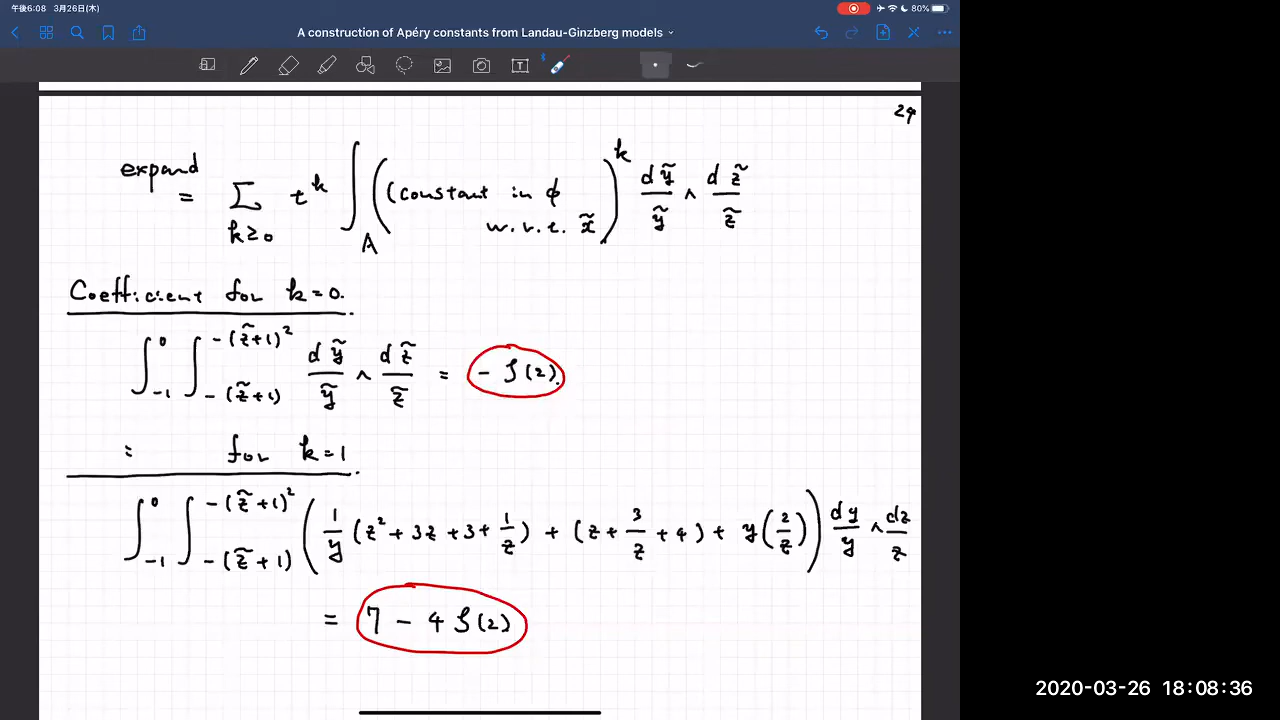 午後6:08 3月26日(木)
80%
A construction of Apéry constants from Landau-Ginzberg models
24
expand = Σ_{k≥0} t^k ∫_A ((constant in φ w.r.t. x̃)^k dỹ/ỹ ∧ dz̃/z̃
Coefficient for k=0.
∫_{-1}^{0} ∫_{-(z̃+1)}^{-(z̃+1)^2} dỹ/ỹ ∧ dz̃/z̃ = -ζ(2).
: for k=1.
∫_{-1}^{0} ∫_{-(z̃+1)}^{-(z̃+1)^2} (1/y (z^2+3z+3+1/z) + (z+3/z+4) + y(2/z)) dy/y ∧ dz/z
= 7 - 4ζ(2)
2020-03-26 18:08:36